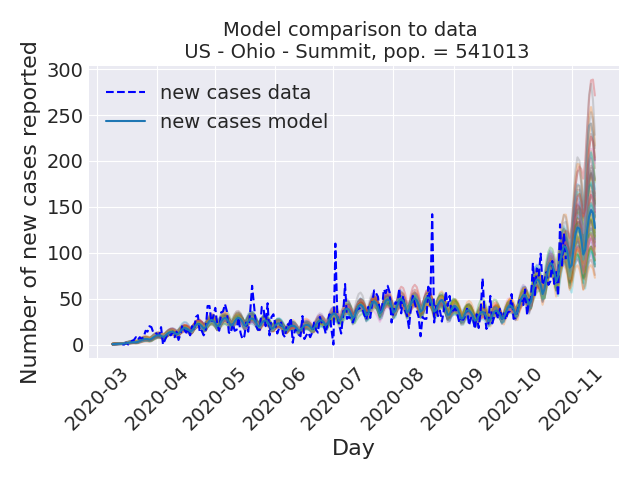 Model comparison to data
US - Ohio - Summit, pop. = 541013
Number of new cases reported
300
250
200
150
100
50
0
new cases data
new cases model
2020-03
2020-04
2020-05
2020-06
2020-07
2020-08
2020-09
2020-10
2020-11
Day